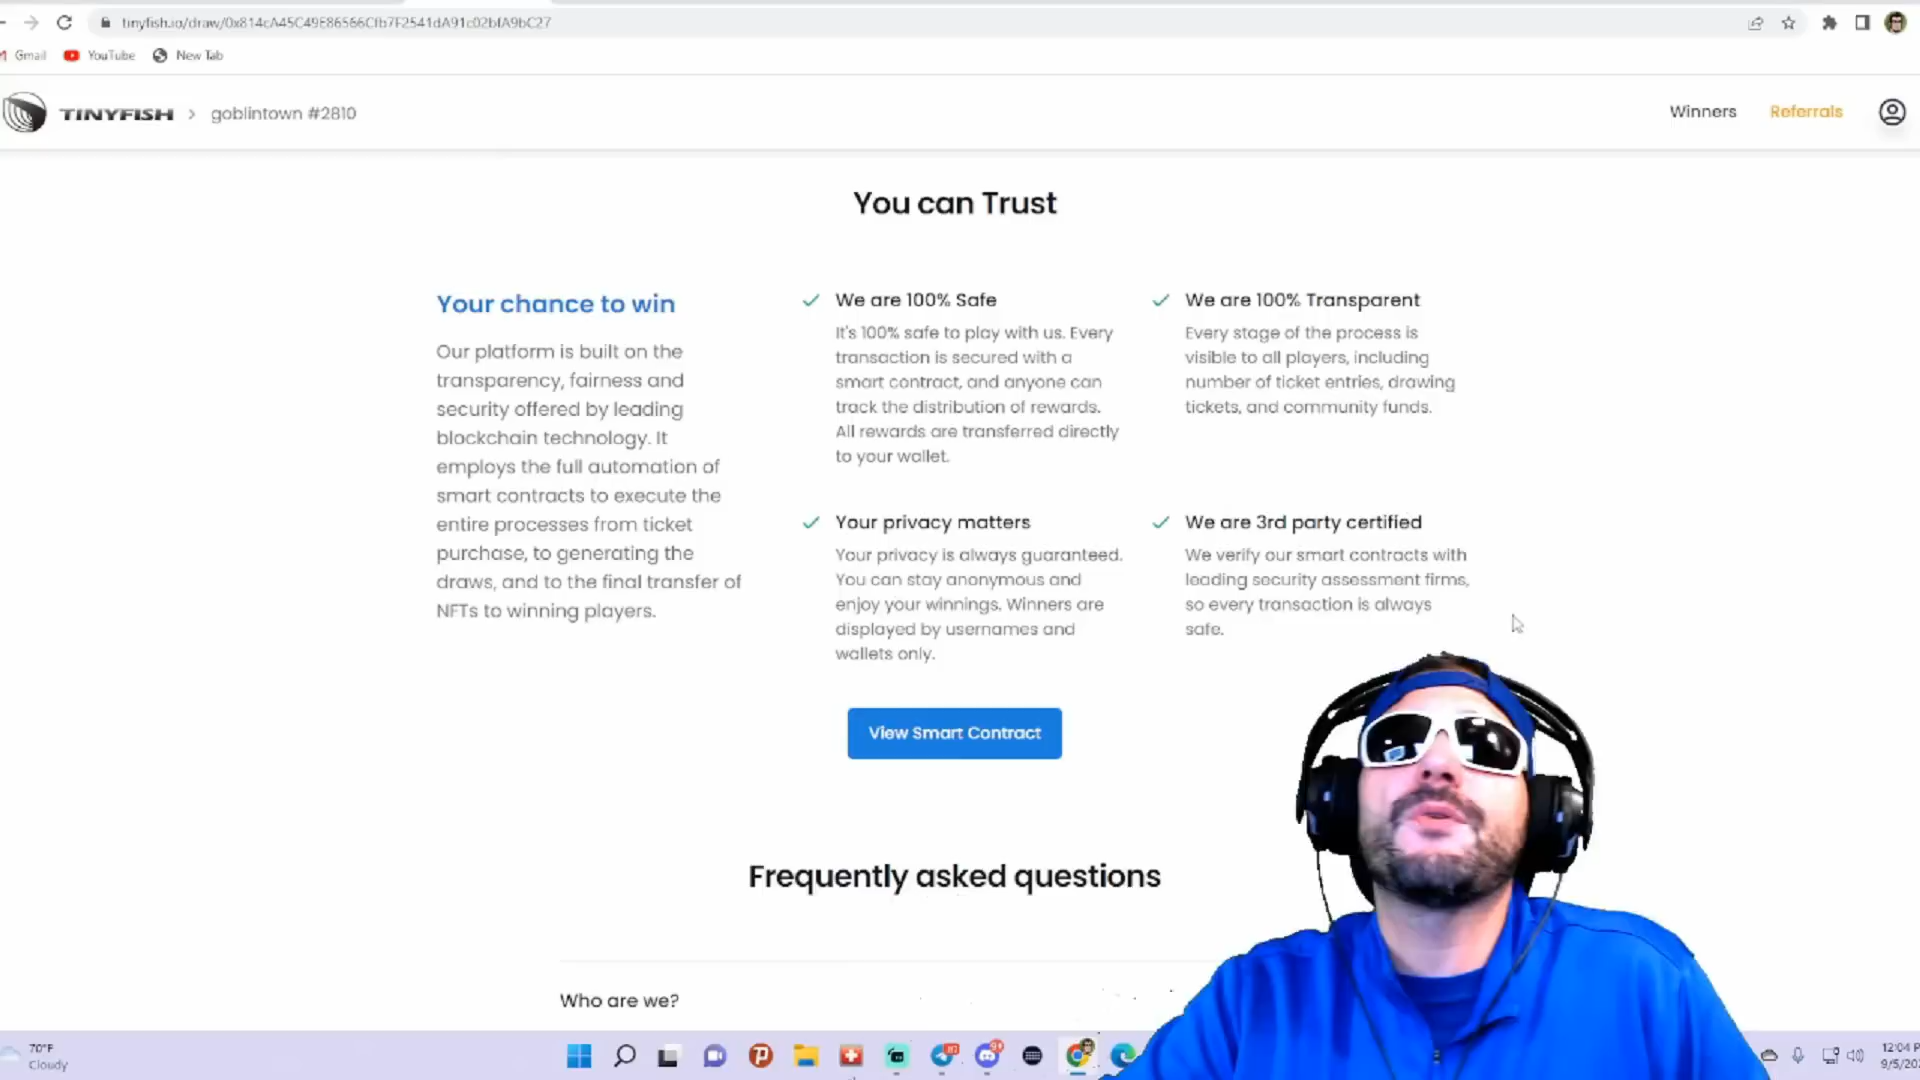 tinyfish.io/draw/0x814cA45C49E86566Cfb7F2541dA91c02bfA9bC27
Gmail YouTube New Tab
TINYFISH > goblintown #2810
Winners Referrals
You can Trust
Your chance to win
Our platform is built on the
transparency, fairness and
security offered by leading
blockchain technology. It
employs the full automation of
smart contracts to execute the
entire processes from ticket
purchase, to generating the
draws, and to the final transfer of
NFTs to winning players.
We are 100% Safe
It's 100% safe to play with us. Every
transaction is secured with a
smart contract, and anyone can
track the distribution of rewards.
All rewards are transferred directly
to your wallet.
We are 100% Transparent
Every stage of the process is
visible to all players, including
number of ticket entries, drawing
tickets, and community funds.
Your privacy matters
Your privacy is always guaranteed.
You can stay anonymous and
enjoy your winnings. Winners are
displayed by usernames and
wallets only.
We are 3rd party certified
We verify our smart contracts with
leading security assessment firms,
so every transaction is always
safe.
View Smart Contract
Frequently asked questions
Who are we?
70°F
Cloudy
12:04 P
9/5/20